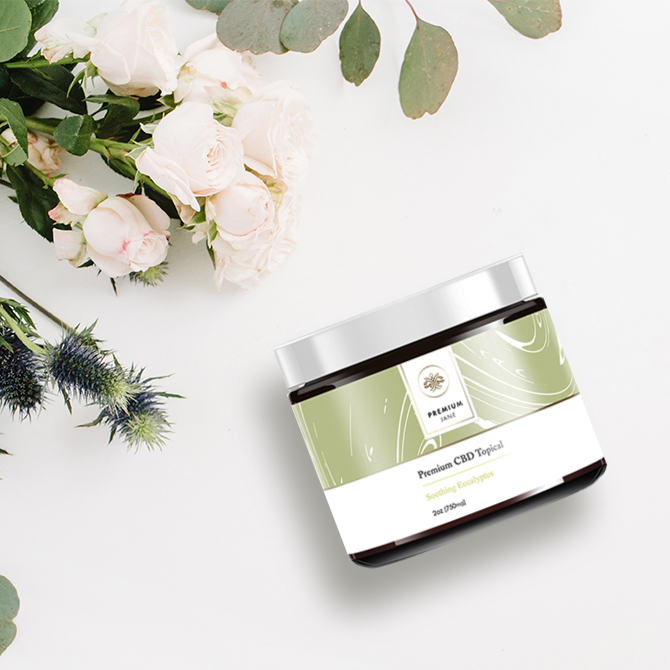 PREMIUM
JANE
Premium CBD Topical
Soothing Eucalyptus
2oz (750mg)